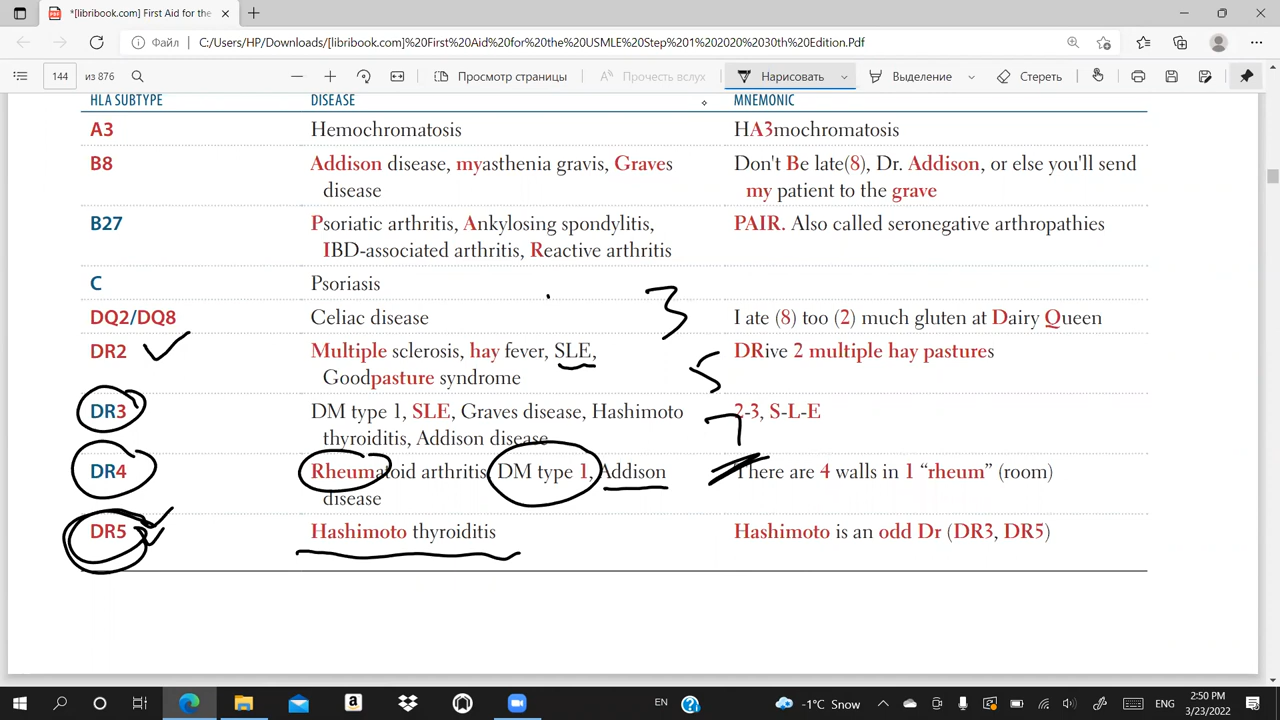 *[libribook.com] First Aid for the
Файл
C:/Users/HP/Downloads/[libribook.com]%20First%20Aid%20for%20the%20USMLE%20Step%201%202020%2030th%20Edition.Pdf
144 из 876
Просмотр страницы
Прочесть вслух
Нарисовать
Выделение
Стереть
HLA SUBTYPE DISEASE MNEMONIC
A3 Hemochromatosis HA3mochromatosis
B8 Addison disease, myasthenia gravis, Graves Don't Be late(8), Dr. Addison, or else you'll send
disease my patient to the grave
B27 Psoriatic arthritis, Ankylosing spondylitis, PAIR. Also called seronegative arthropathies
IBD-associated arthritis, Reactive arthritis
C Psoriasis
3
DQ2/DQ8 Celiac disease I ate (8) too (2) much gluten at Dairy Queen
DR2 Multiple sclerosis, hay fever, SLE, DRive 2 multiple hay pastures
5
Goodpasture syndrome
DR3 DM type 1, SLE, Graves disease, Hashimoto 2-3, S-L-E
7
thyroiditis, Addison disease
DR4 Rheumatoid arthritis, DM type 1, Addison There are 4 walls in 1 “rheum” (room)
disease
DR5 Hashimoto thyroiditis Hashimoto is an odd Dr (DR3, DR5)
EN
-1°C Snow
ENG
2:50 PM
3/23/2022